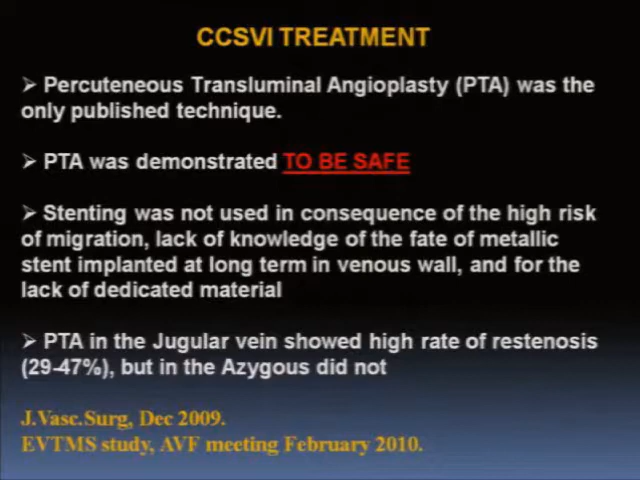 CCSVI TREATMENT
➢ Percuteneous Transluminal Angioplasty (PTA) was the
only published technique.
➢ PTA was demonstrated TO BE SAFE
➢ Stenting was not used in consequence of the high risk
of migration, lack of knowledge of the fate of metallic
stent implanted at long term in venous wall, and for the
lack of dedicated material
➢ PTA in the Jugular vein showed high rate of restenosis
(29-47%), but in the Azygous did not
J.Vasc.Surg, Dec 2009.
EVTMS study, AVF meeting February 2010.